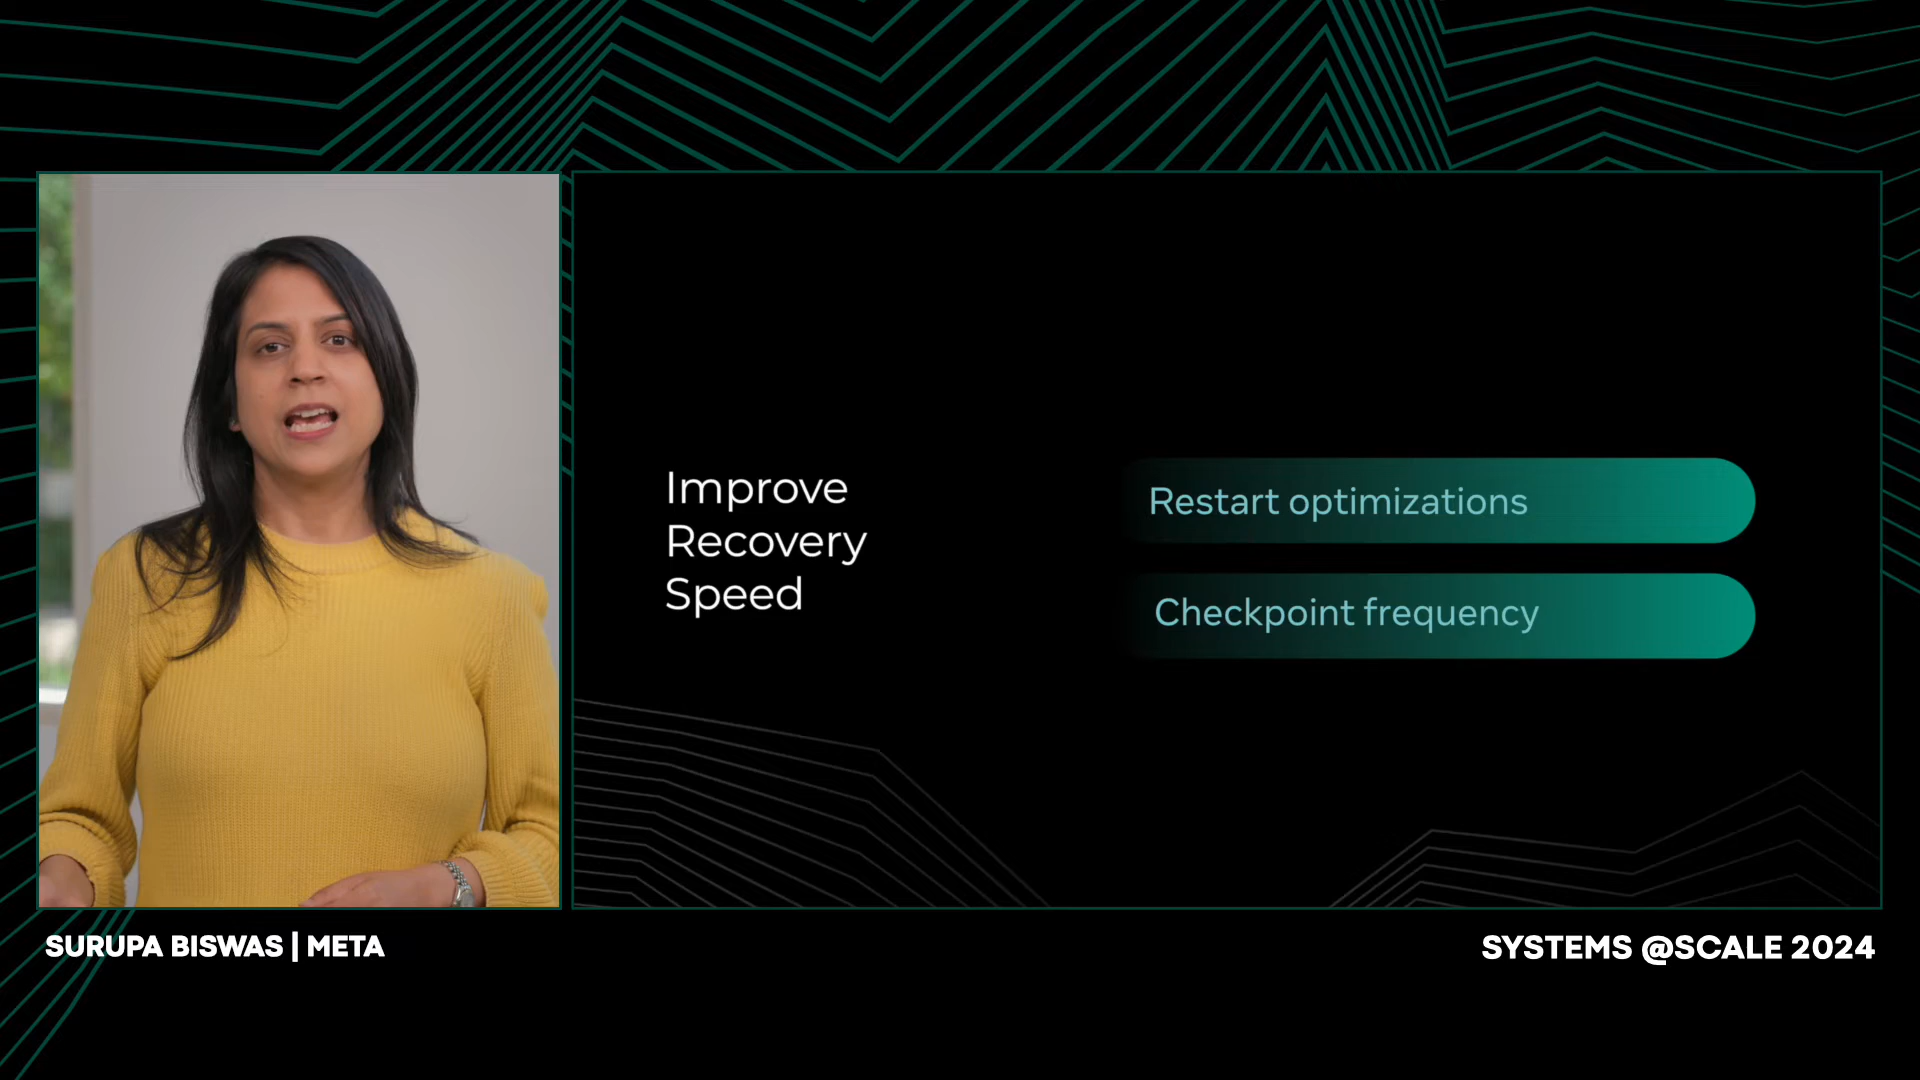 Improve
Recovery
Speed
Restart optimizations
Checkpoint frequency
SURUPA BISWAS | META
SYSTEMS @SCALE 2024